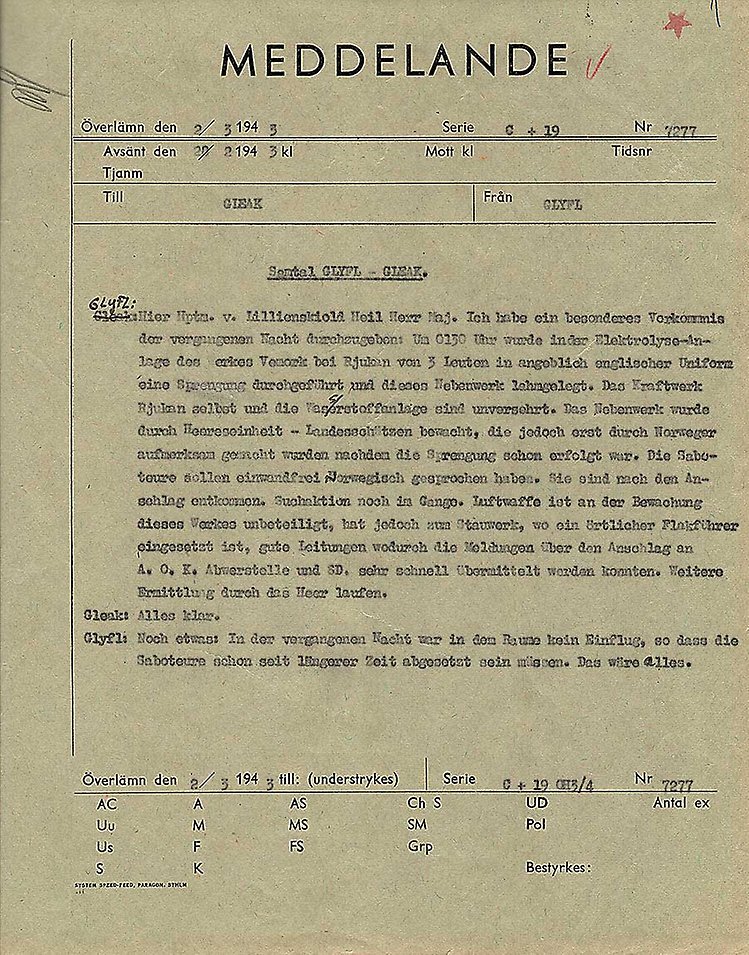 MEDDELANDE
Överlämn den 2/ 3 194 3 Serie C + 19 Nr 7277
Avsänt den 2 194 3 kl Mott kl Tidsnr
Tjanm
Till GLEAK Från GLYFL
Samtal GLYFL - GLEAK.
GLYFL:
Gleak: Hier Hptm. v. Lillienskiold Heil Herr Maj. Ich habe ein besonderes Vorkommnis
der vergangenen Nacht durchzugeben: Um 0150 Uhr wurde in der Elektrolyse-An-
lage des Werkes Vemork bei Rjukan von 3 Leuten in angeblich englischer Uniform
eine Sprengung durchgeführt und dieses Nebenwerk lahmgelegt. Das Kraftwerk
Rjukan selbst und die Wasserstoffanlage sind unversehrt. Das Nebenwerk wurde
durch Heereseinheit - Landesschützen bewacht, die jedoch erst durch Norweger
aufmerksam gemacht wurden nachdem die Sprengung schon erfolgt war. Die Sabo-
teure sollen einwandfrei Norwegisch gesprochen haben. Sie sind nach den An-
schlag entkommen. Suchaktion noch im Gange. Luftwaffe ist an der Bewachung
dieses Werkes unbeteiligt, hat jedoch zum Stauwerk, wo ein örtlicher Flakführer
eingesetzt ist, gute Leitungen wodurch die Meldungen über den Anschlag an
A. O. K. Abwerstelle und SD. sehr schnell übermittelt werden konnten. Weitere
Ermittlung durch das Heer laufen.
Gleak: Alles klar.
Glyfl: Noch etwas: In der vergangenen Nacht war in dem Raume kein Einflug, so dass die
Saboteure schon seit längerer Zeit abgesetzt sein müssen. Das wäre alles.
Överlämn den 2/ 3 194 3 till: (understrykes) Serie C + 19 CH3/4 Nr 7277
AC A AS Ch S UD Antal ex
Uu M MS SM Pol
Us F FS Grp
S K Bestyrkes:
SYSTEM SPEED-FEED, PARAGON, STHLM